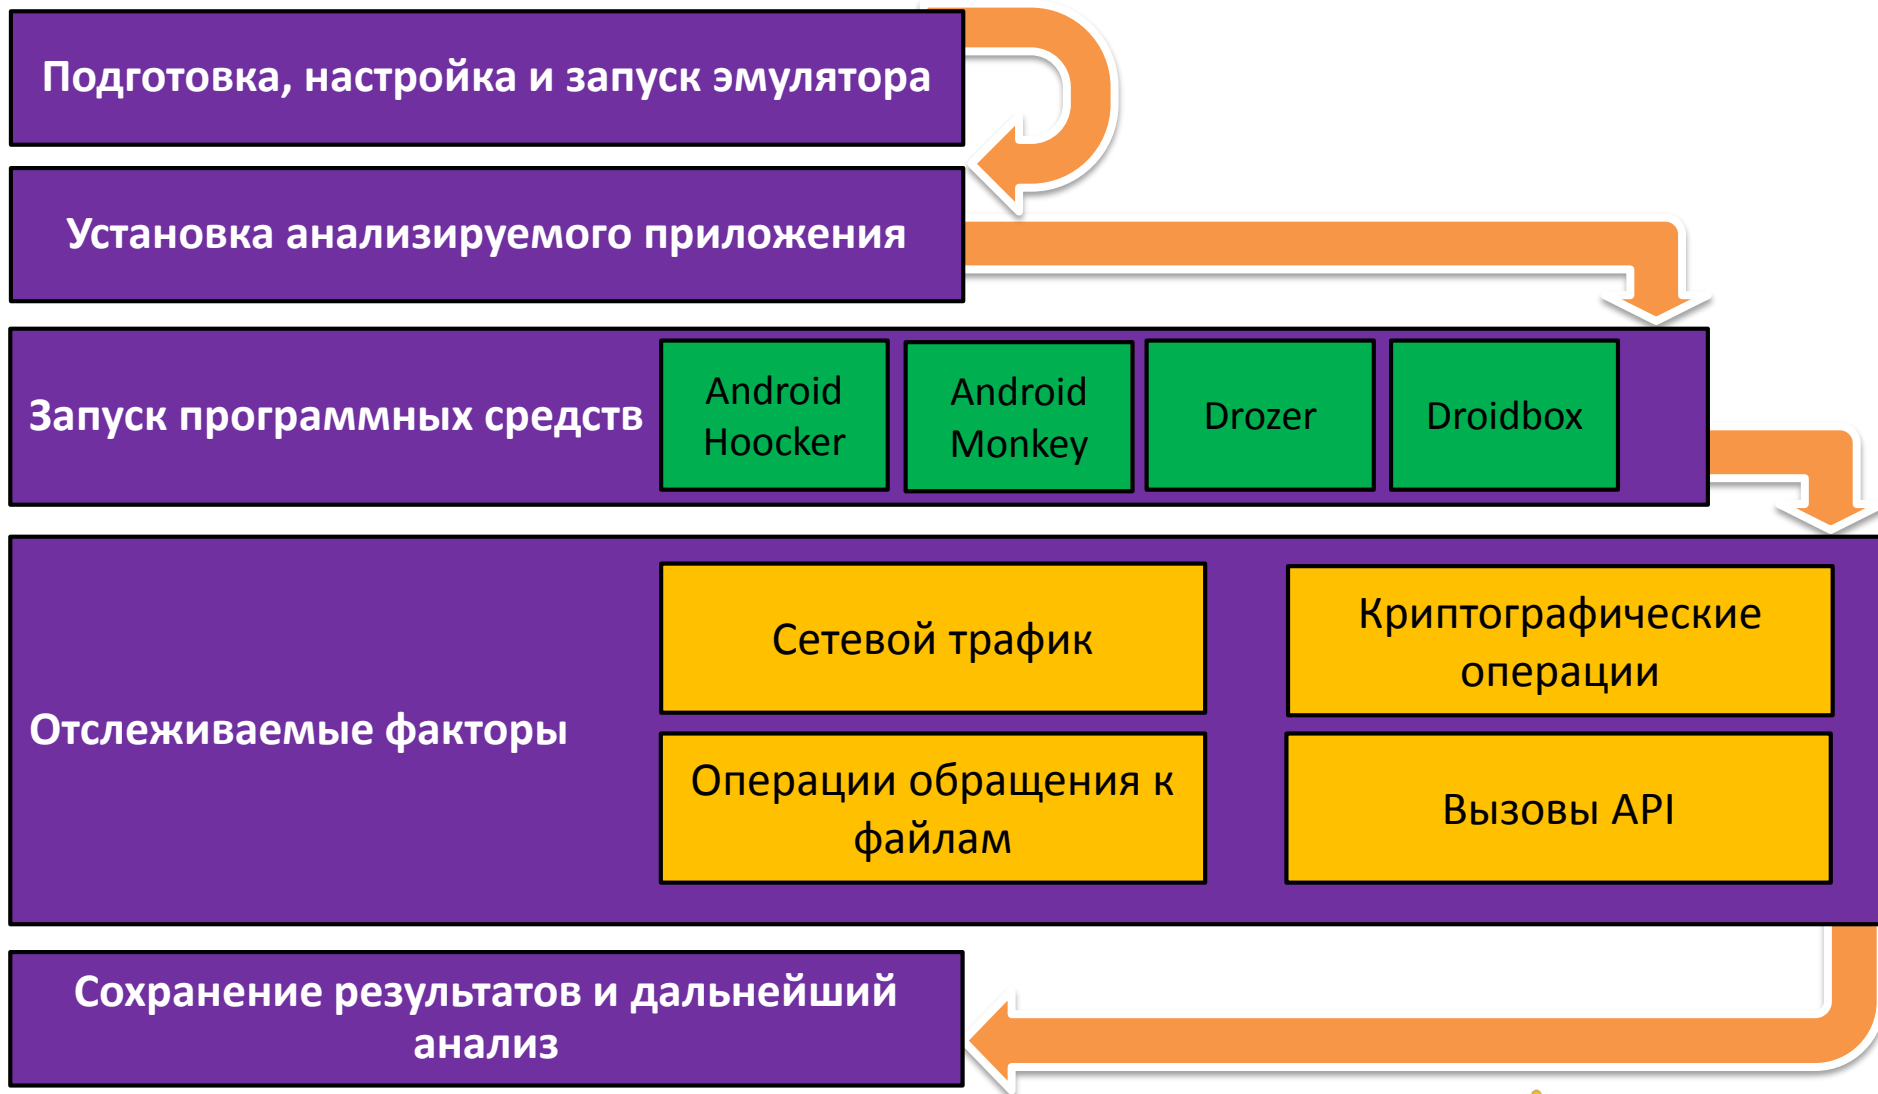 Подготовка, настройка и запуск эмулятора
Установка анализируемого приложения
Запуск программных средств
Android
Hoocker
Android
Monkey
Drozer
Droidbox
Отслеживаемые факторы
Сетевой трафик
Криптографические
операции
Операции обращения к
файлам
Вызовы API
Сохранение результатов и дальнейший
анализ